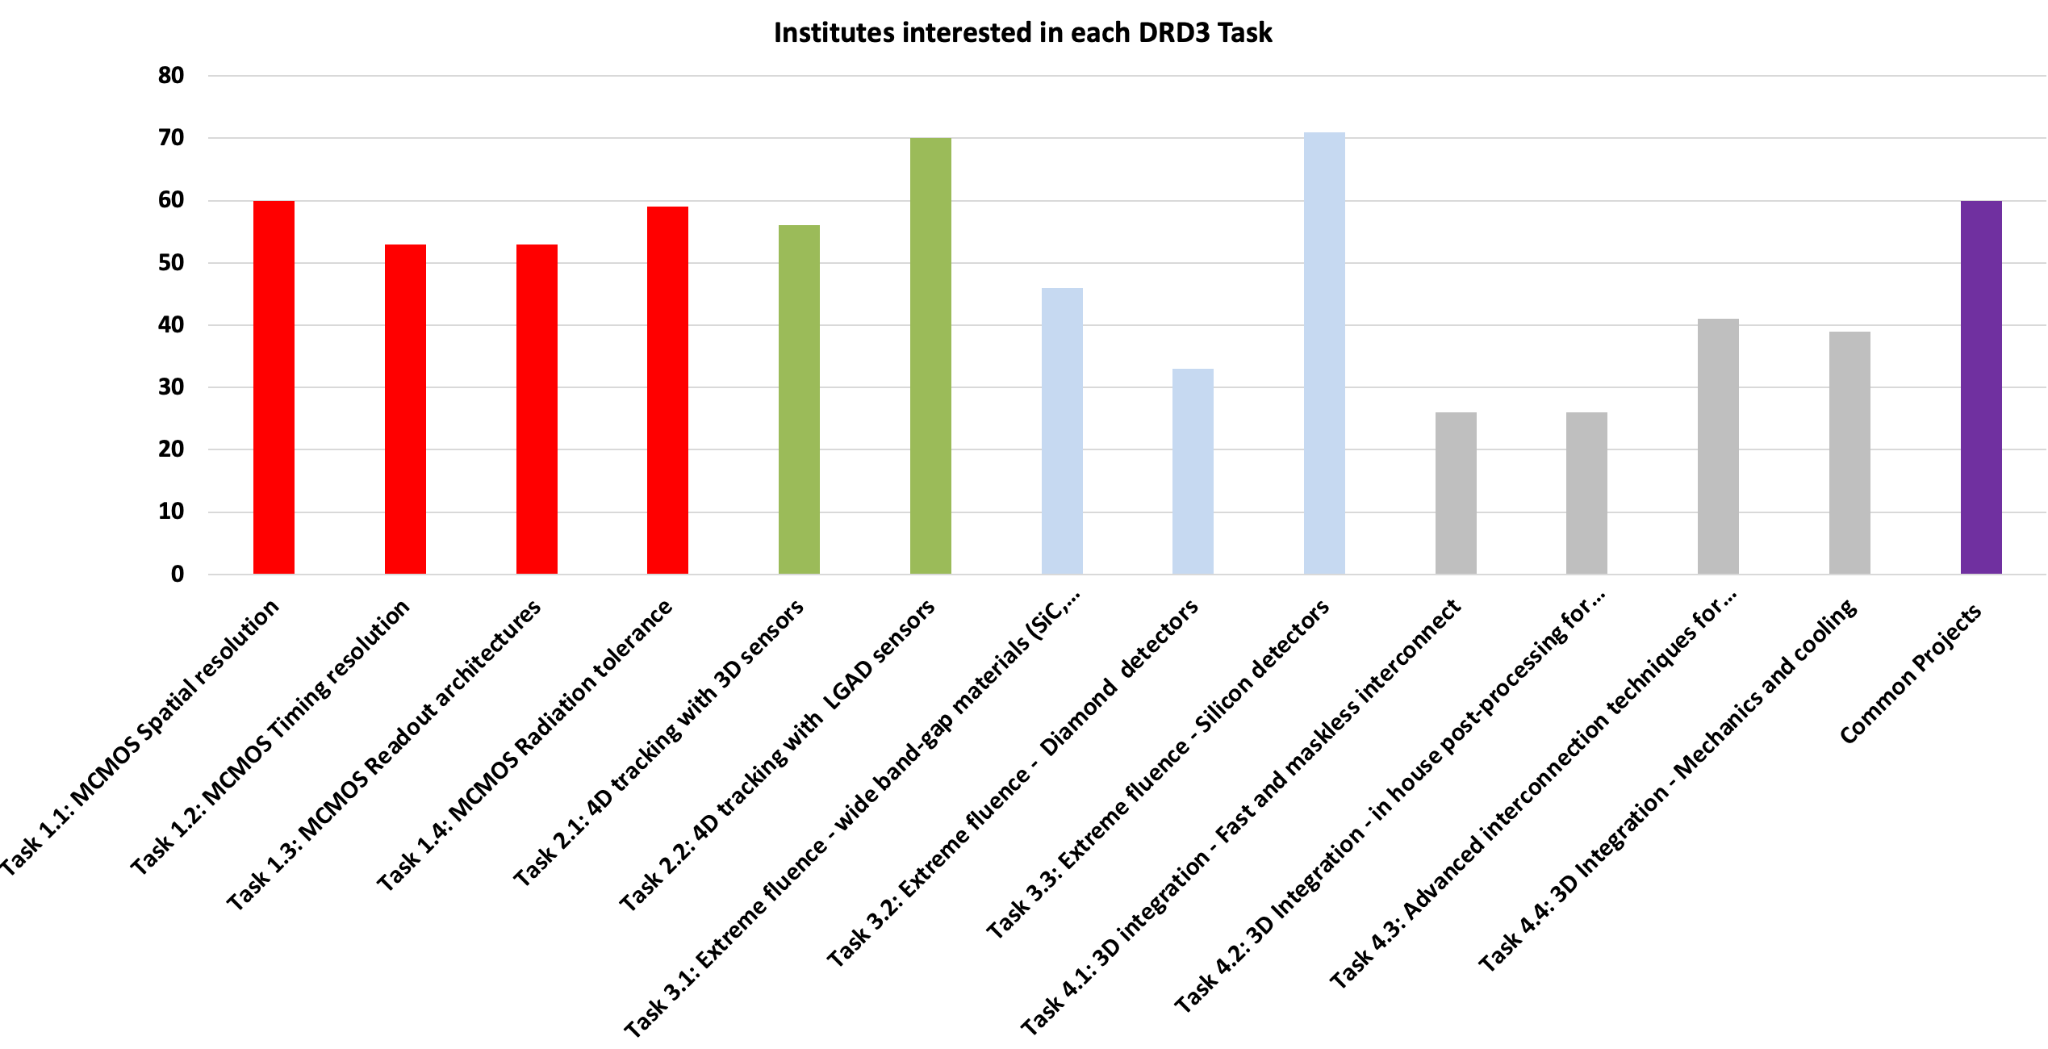 Institutes interested in each DRD3 Task
80
70
60
50
40
30
20
10
0
Task 1.1: MCMOS Spatial resolution
Task 1.2: MCMOS Timing resolution
Task 1.3: MCMOS Readout architectures
Task 1.4: MCMOS Radiation tolerance
Task 2.1: 4D tracking with 3D sensors
Task 2.2: 4D tracking with LGAD sensors
Task 3.1: Extreme fluence - wide band-gap materials (SiC,...
Task 3.2: Extreme fluence - Diamond detectors
Task 3.3: Extreme fluence - Silicon detectors
Task 4.1: 3D integration - Fast and maskless interconnect
Task 4.2: 3D Integration - in house post-processing for...
Task 4.3: Advanced interconnection techniques for...
Task 4.4: 3D Integration - Mechanics and cooling
Common Projects